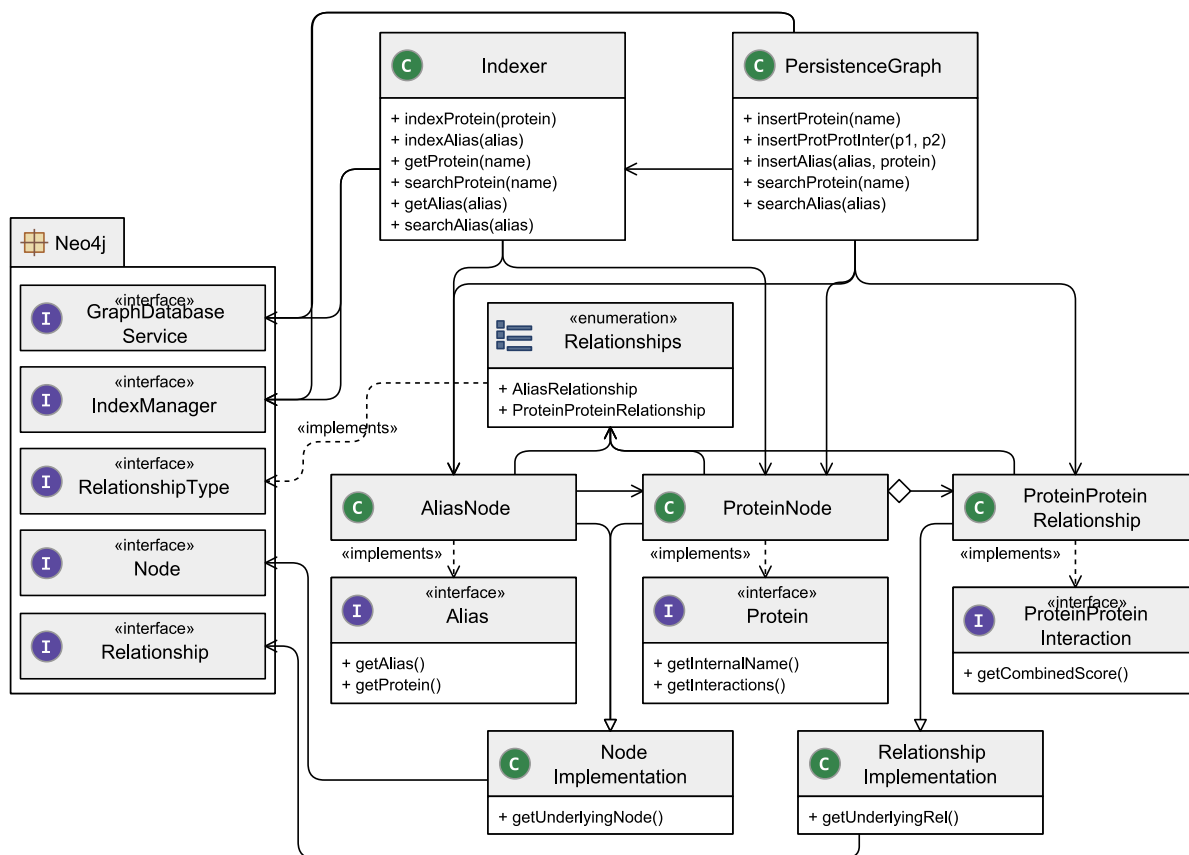 Indexer
+ indexProtein(protein)
+ indexAlias(alias)
+ getProtein(name)
+ searchProtein(name)
+ getAlias(alias)
+ searchAlias(alias)
PersistenceGraph
+ insertProtein(name)
+ insertProtProtInter(p1, p2)
+ insertAlias(alias, protein)
+ searchProtein(name)
+ searchAlias(alias)
Neo4j
I
«interface»
GraphDatabase
Service
I
«interface»
IndexManager
I
«interface»
RelationshipType
I
«interface»
Node
I
«interface»
Relationship
«enumeration»
Relationships
+ AliasRelationship
+ ProteinProteinRelationship
«implements»
C
AliasNode
C
ProteinNode
C
ProteinProtein
Relationship
«implements»
«implements»
«implements»
I
«interface»
Alias
+ getAlias()
+ getProtein()
I
«interface»
Protein
+ getInternalName()
+ getInteractions()
I
«interface»
ProteinProtein
Interaction
+ getCombinedScore()
C
Node
Implementation
+ getUnderlyingNode()
C
Relationship
Implementation
+ getUnderlyingRel()
C
C